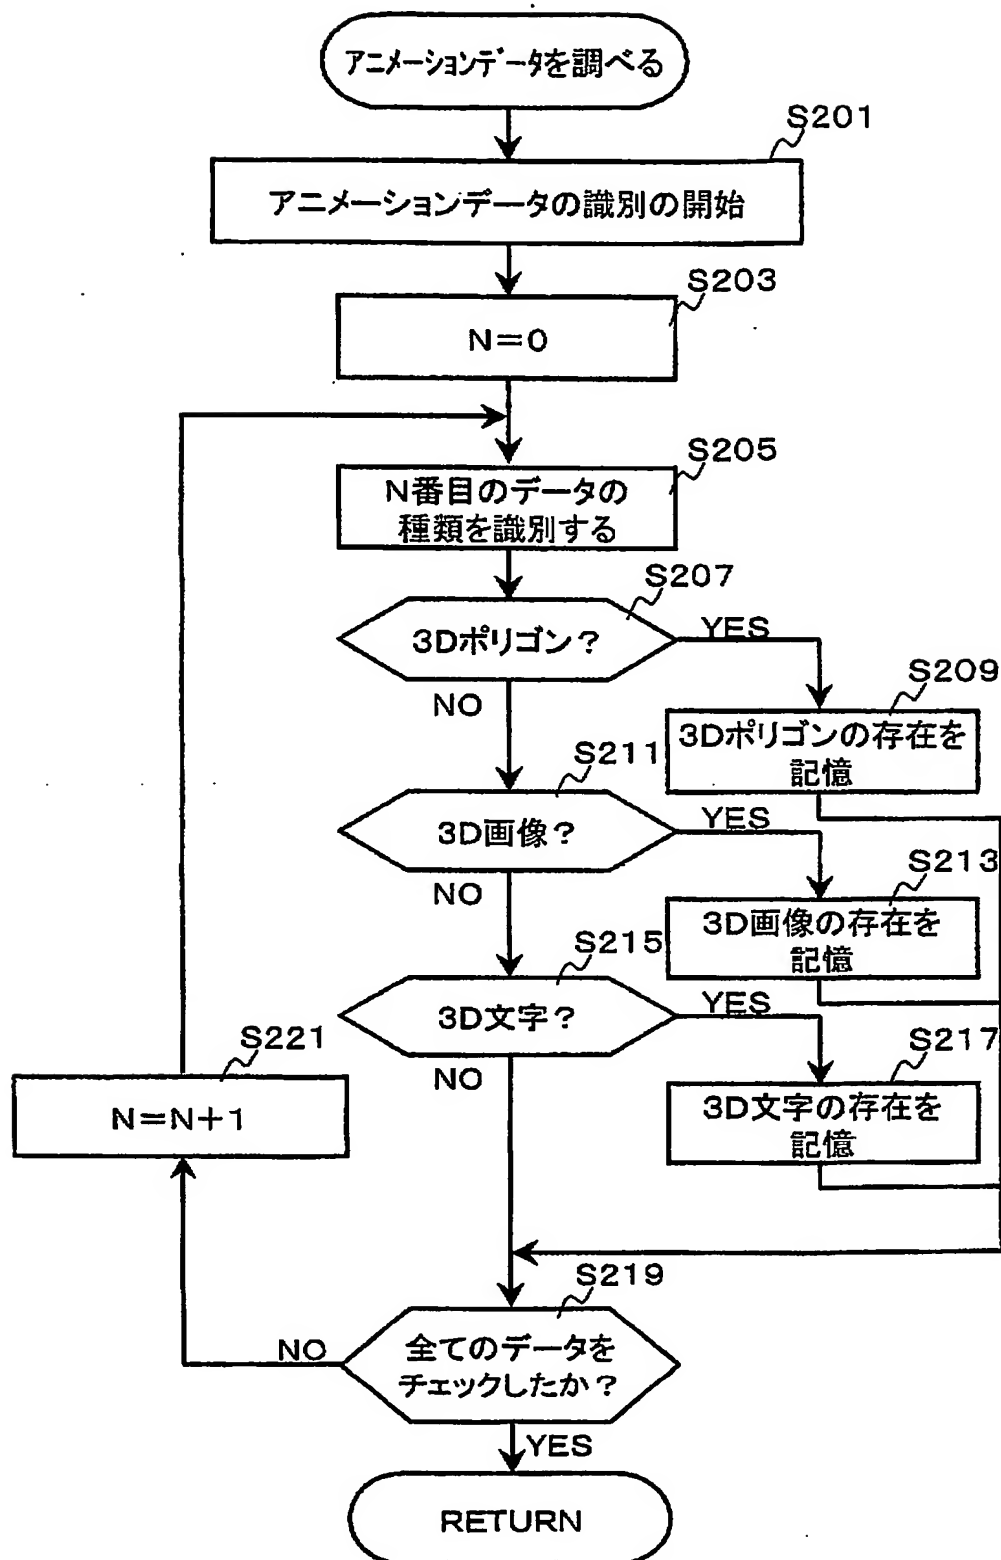 アニメーションデータを調べる
S201
アニメーションデータの識別の開始
S203
N=0
S205
N番目のデータの
種類を識別する
S207
3Dポリゴン?
YES
NO
S209
3Dポリゴンの存在を
記憶
S211
3D画像?
YES
NO
S213
3D画像の存在を
記憶
S215
3D文字?
YES
NO
S217
3D文字の存在を
記憶
S221
N=N+1
S219
全てのデータを
チェックしたか?
NO
YES
RETURN